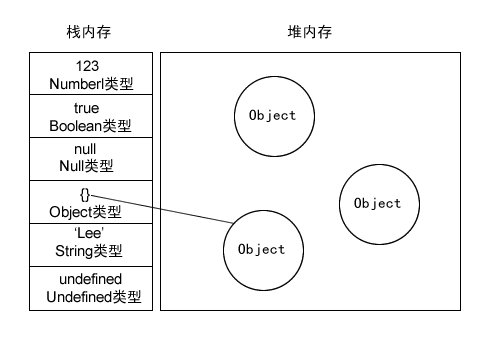 栈内存
堆内存
123
Numberl类型
true
Boolean类型
null
Null类型
{}
Object类型
‘Lee’
String类型
undefined
Undefined类型
Object
Object
Object